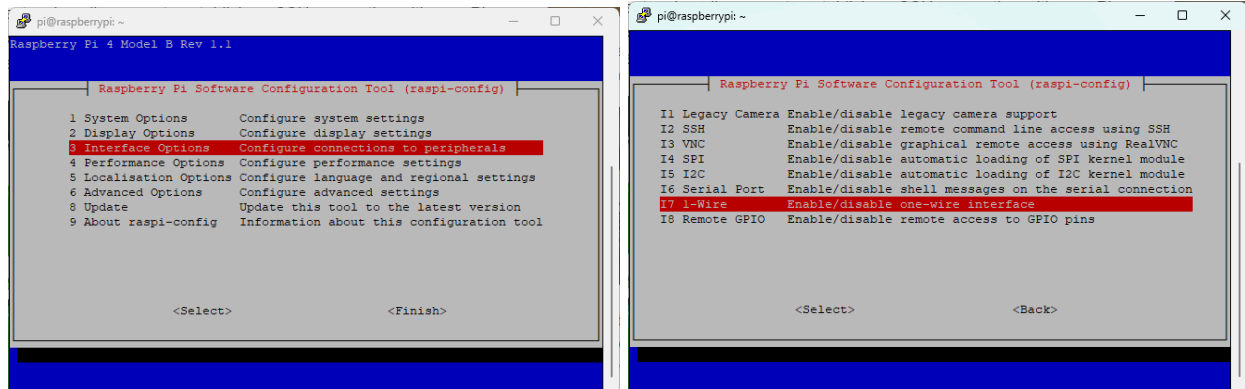 pi@raspberrypi: ~
Raspberry Pi 4 Model B Rev 1.1
Raspberry Pi Software Configuration Tool (raspi-config)
1 System Options Configure system settings
2 Display Options Configure display settings
3 Interface Options Configure connections to peripherals
4 Performance Options Configure performance settings
5 Localisation Options Configure language and regional settings
6 Advanced Options Configure advanced settings
8 Update Update this tool to the latest version
9 About raspi-config Information about this configuration tool
<Select> <Finish>
pi@raspberrypi: ~
Raspberry Pi Software Configuration Tool (raspi-config)
I1 Legacy Camera Enable/disable legacy camera support
I2 SSH Enable/disable remote command line access using SSH
I3 VNC Enable/disable graphical remote access using RealVNC
I4 SPI Enable/disable automatic loading of SPI kernel module
I5 I2C Enable/disable automatic loading of I2C kernel module
I6 Serial Port Enable/disable shell messages on the serial connection
I7 1-Wire Enable/disable one-wire interface
I8 Remote GPIO Enable/disable remote access to GPIO pins
<Select> <Back>